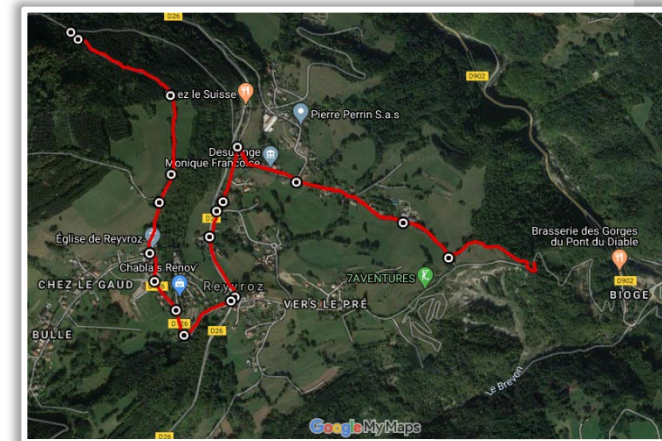 D26
D902
ez le Suisse
Pierre Perrin S.a.s
Monique Françoise
Église de Reyvroz
Brasserie des Gorges
du Pont du Diable
Chablais Renov'
7AVENTURES
CHEZ LE GAUD
D902
Reyvroz
VERS LE PRÉ
BIOGE
BULLE
D26
Le Brevon
Google My Maps
D26